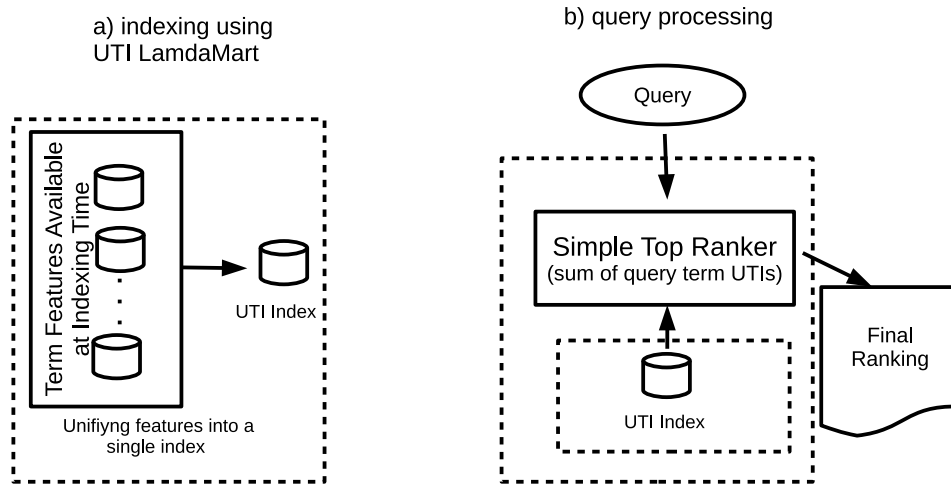 a) indexing using
UTI LamdaMart
Term Features Available
at Indexing Time
UTI Index
Unifiyng features into a
single index
b) query processing
Query
Simple Top Ranker
(sum of query term UTIs)
UTI Index
Final
Ranking